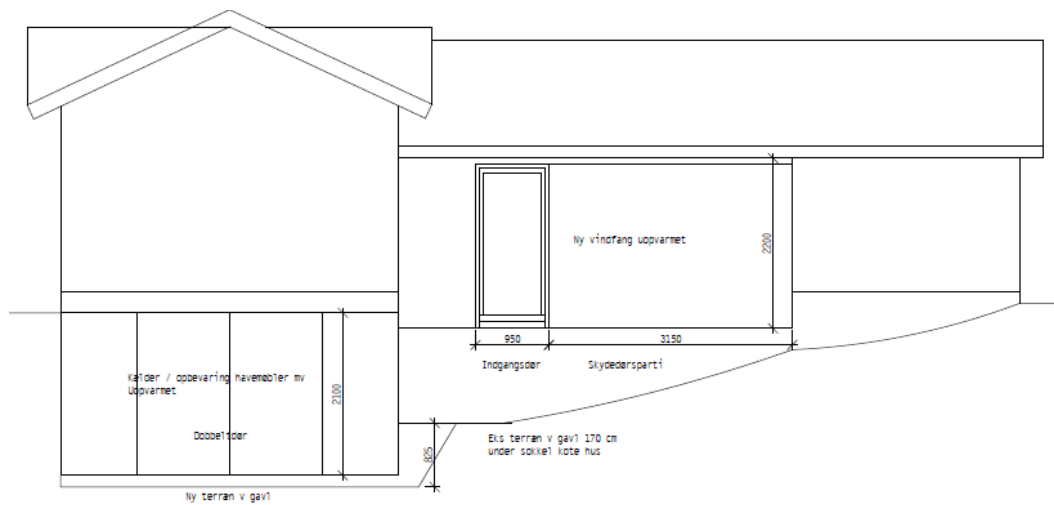 Ny vindfang uopvarmet
2200
950
3150
Indgangsdør
Skydedørsparti
Kælder / opbevaring havemøbler mv
Uopvarmet
2100
Dobbeltdør
825
Eks terræn v gavl 170 cm
under sokkel kote hus
Ny terræn v gavl